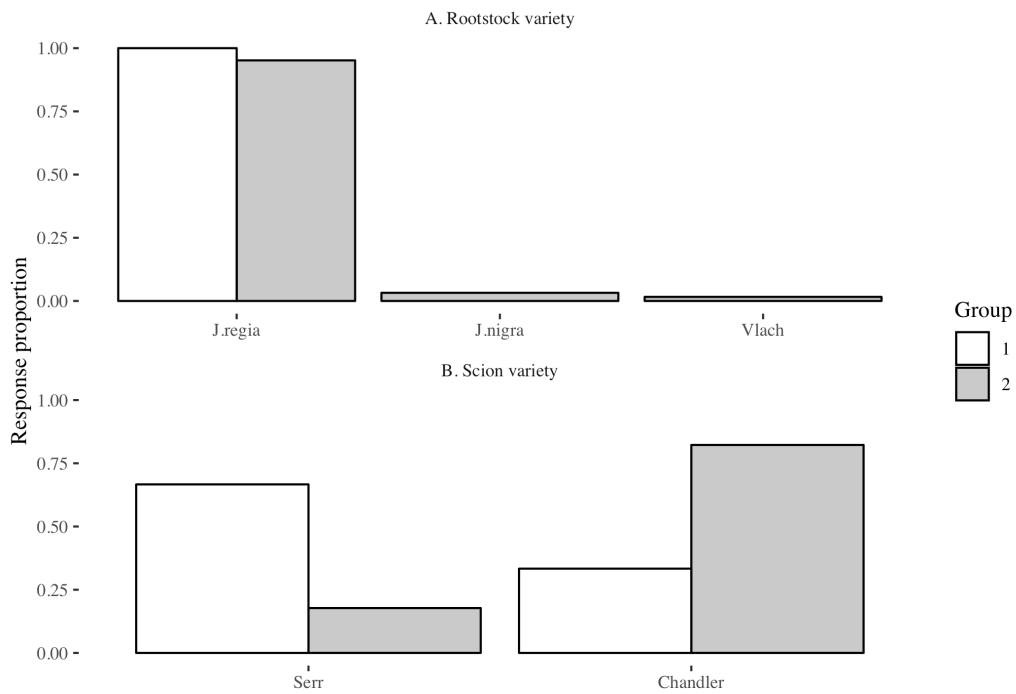 A. Rootstock variety
1.00
0.75
0.50
0.25
0.00
J.regia J.nigra Vlach
B. Scion variety
1.00
0.75
0.50
0.25
0.00
Serr Chandler
Response proportion
Group
1
2